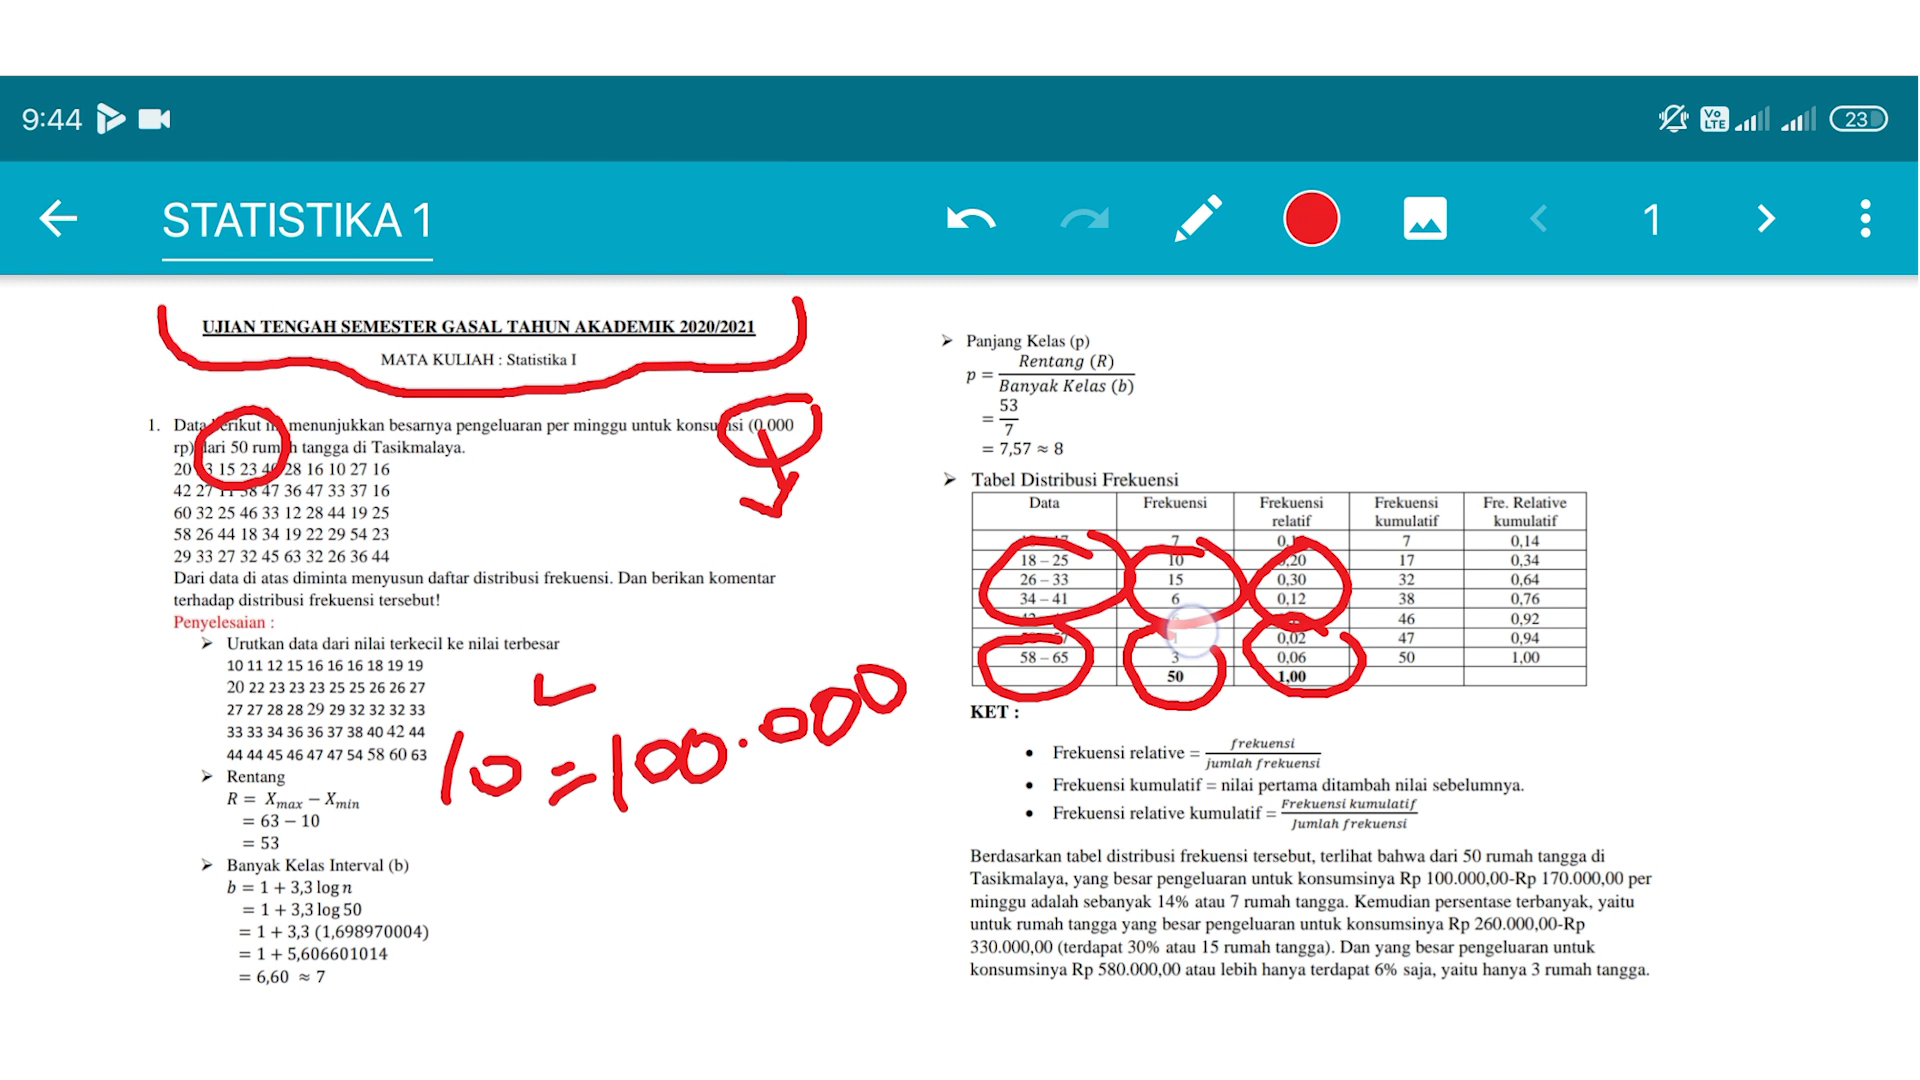 9:44
Vo LTE
23
STATISTIKA 1
1
UJIAN TENGAH SEMESTER GASAL TAHUN AKADEMIK 2020/2021
MATA KULIAH : Statistika I
1. Data berikut menunjukkan besarnya pengeluaran per minggu untuk konsumsi (0.000
rp) dari 50 rumah tangga di Tasikmalaya.
20 15 23 28 16 10 27 16
42 27 11 38 47 36 47 33 37 16
60 32 25 46 33 12 28 44 19 25
58 26 44 18 34 19 22 29 54 23
29 33 27 32 45 63 32 26 36 44
Dari data di atas diminta menyusun daftar distribusi frekuensi. Dan berikan komentar
terhadap distribusi frekuensi tersebut!
Penyelesaian :
➢ Urutkan data dari nilai terkecil ke nilai terbesar
10 11 12 15 16 16 16 18 19 19
20 22 23 23 23 25 25 26 26 27
27 27 28 28 29 29 32 32 32 33
33 33 34 36 36 37 38 40 42 44
44 44 45 46 47 47 54 58 60 63
10 = 100.000
➢ Rentang
R = Xmax − Xmin
= 63 − 10
= 53
➢ Banyak Kelas Interval (b)
b = 1 + 3,3 log n
= 1 + 3,3 log 50
= 1 + 3,3 (1,698970004)
= 1 + 5,606601014
= 6,60 ≈ 7
➢ Panjang Kelas (p)
p = Rentang (R) / Banyak Kelas (b)
= 53 / 7
= 7,57 ≈ 8
➢ Tabel Distribusi Frekuensi
Data Frekuensi Frekuensi relatif Frekuensi kumulatif Fre. Relative kumulatif
7 7 0,14
18 – 25 10 0,20 17 0,34
26 – 33 15 0,30 32 0,64
34 – 41 6 0,12 38 0,76
46 0,92
0,02 47 0,94
58 – 65 3 0,06 50 1,00
50 1,00
KET :
• Frekuensi relative = frekuensi / jumlah frekuensi
• Frekuensi kumulatif = nilai pertama ditambah nilai sebelumnya.
• Frekuensi relative kumulatif = Frekuensi kumulatif / Jumlah frekuensi
Berdasarkan tabel distribusi frekuensi tersebut, terlihat bahwa dari 50 rumah tangga di
Tasikmalaya, yang besar pengeluaran untuk konsumsinya Rp 100.000,00-Rp 170.000,00 per
minggu adalah sebanyak 14% atau 7 rumah tangga. Kemudian persentase terbanyak, yaitu
untuk rumah tangga yang besar pengeluaran untuk konsumsinya Rp 260.000,00-Rp
330.000,00 (terdapat 30% atau 15 rumah tangga). Dan yang besar pengeluaran untuk
konsumsinya Rp 580.000,00 atau lebih hanya terdapat 6% saja, yaitu hanya 3 rumah tangga.